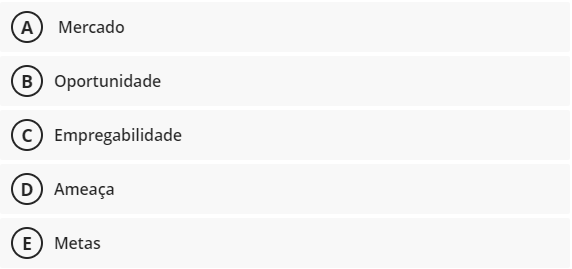 A Mercado
B Oportunidade
C Empregabilidade
D Ameaça
E Metas